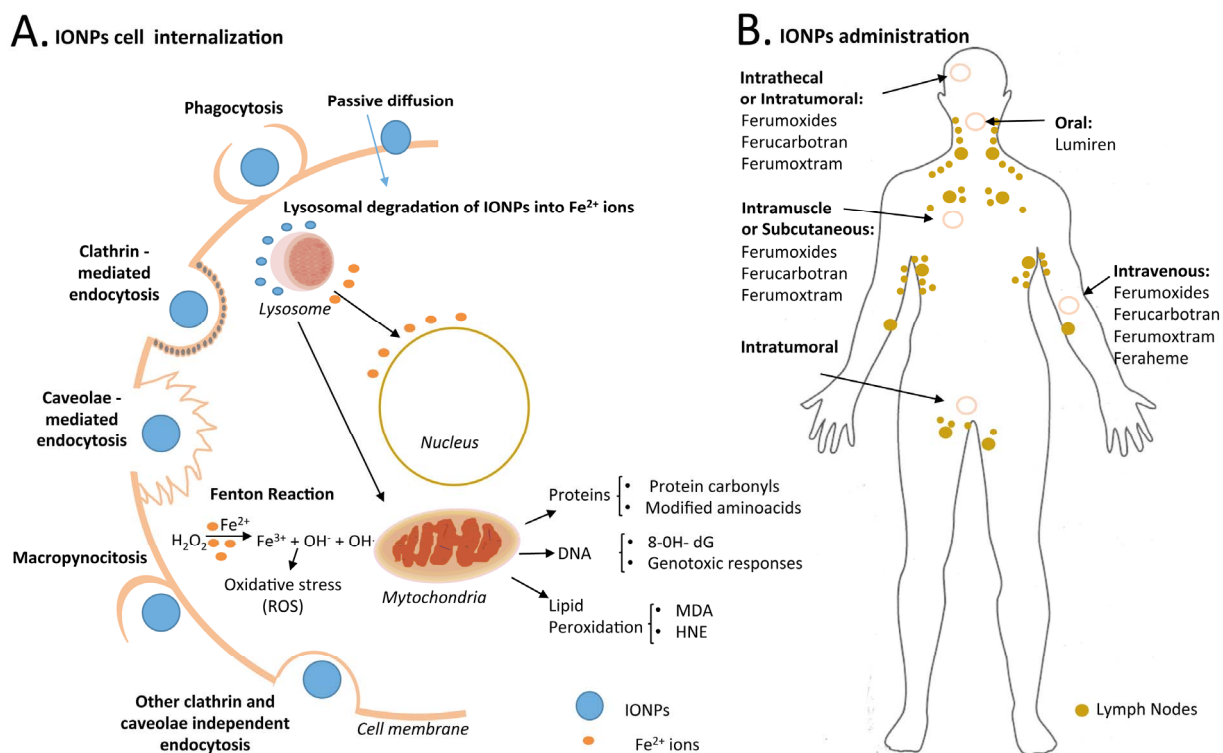 A. IONPs cell internalization
Phagocytosis
Passive diffusion
Lysosomal degradation of IONPs into Fe²⁺ ions
Clathrin -
mediated
endocytosis
Lysosome
Caveolae -
mediated
endocytosis
Nucleus
Fenton Reaction
Fe²⁺
H₂O₂ Fe³⁺ + OH⁻ + OH·
Oxidative stress
(ROS)
Macropynocitosis
Mytochondria
Proteins
• Protein carbonyls
• Modified aminoacids
DNA
• 8-0H- dG
• Genotoxic responses
Lipid
Peroxidation
• MDA
• HNE
Other clathrin and
caveolae independent
endocytosis
Cell membrane
IONPs
Fe²⁺ ions
B. IONPs administration
Intrathecal
or Intratumoral:
Ferumoxides
Ferucarbotran
Ferumoxtram
Oral:
Lumiren
Intramuscle
or Subcutaneous:
Ferumoxides
Ferucarbotran
Ferumoxtram
Intravenous:
Ferumoxides
Ferucarbotran
Ferumoxtram
Feraheme
Intratumoral
Lymph Nodes